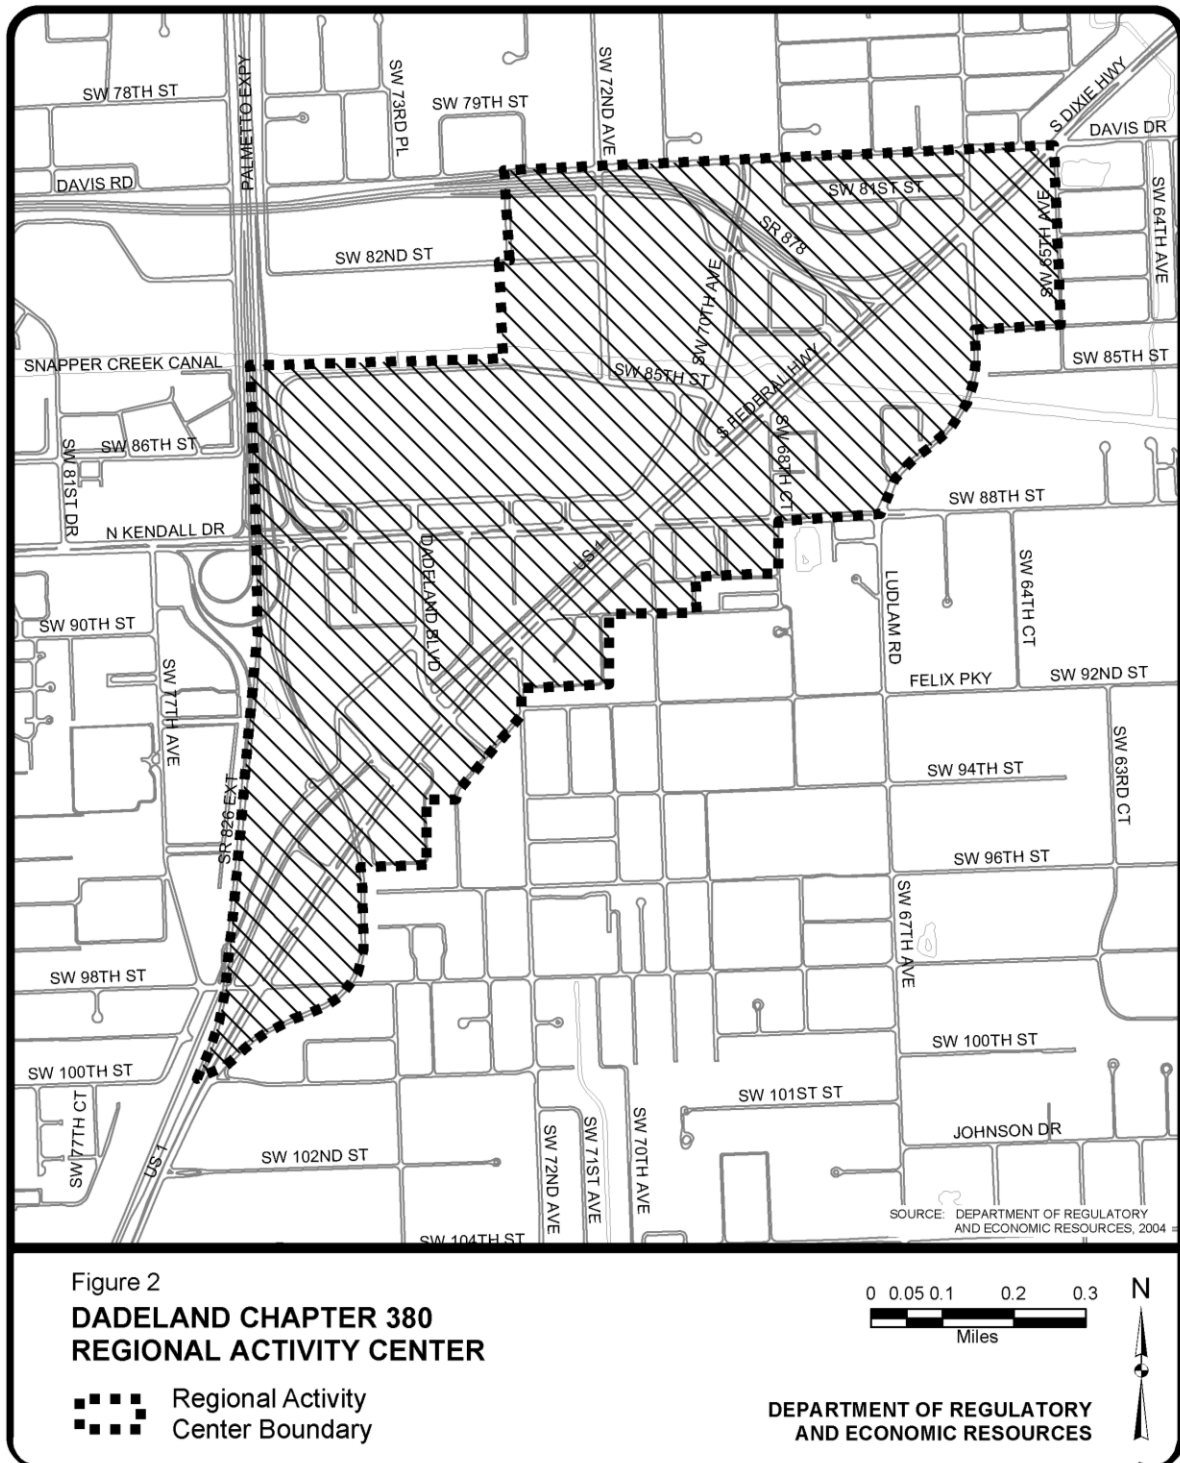 SW 78TH ST
PALMETTO EXPY
SW 73RD PL
SW 79TH ST
SW 72ND AVE
S DIXIE HWY
DAVIS DR
DAVIS RD
SW 81ST ST
SW 65TH AVE
SW 64TH AVE
SR 878
SW 82ND ST
SW 70TH AVE
SNAPPER CREEK CANAL
SW 85TH ST
SW 85TH ST
S FEDERAL HWY
SW 86TH ST
SW 81ST DR
SW 68TH CT
SW 88TH ST
N KENDALL DR
US 1
DADELAND BLVD
LUDLAM RD
SW 64TH CT
SW 90TH ST
SW 77TH AVE
FELIX PKY
SW 92ND ST
SW 63RD CT
SW 94TH ST
SR 826 EXT
SW 96TH ST
SW 67TH AVE
SW 98TH ST
SW 100TH ST
SW 100TH ST
SW 77TH CT
SW 101ST ST
JOHNSON DR
US 1
SW 102ND ST
SW 72ND AVE
SW 71ST AVE
SW 70TH AVE
SW 104TH ST
SOURCE: DEPARTMENT OF REGULATORY
AND ECONOMIC RESOURCES, 2004
Figure 2
DADELAND CHAPTER 380
REGIONAL ACTIVITY CENTER
Regional Activity
Center Boundary
0 0.05 0.1 0.2 0.3
Miles
N
DEPARTMENT OF REGULATORY
AND ECONOMIC RESOURCES